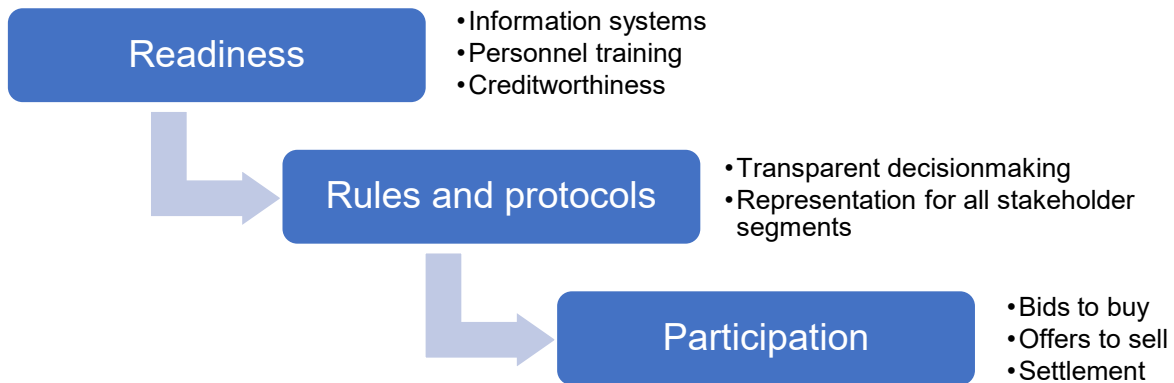 Readiness
•Information systems
•Personnel training
•Creditworthiness
Rules and protocols
•Transparent decisionmaking
•Representation for all stakeholder
segments
Participation
•Bids to buy
•Offers to sell
•Settlement